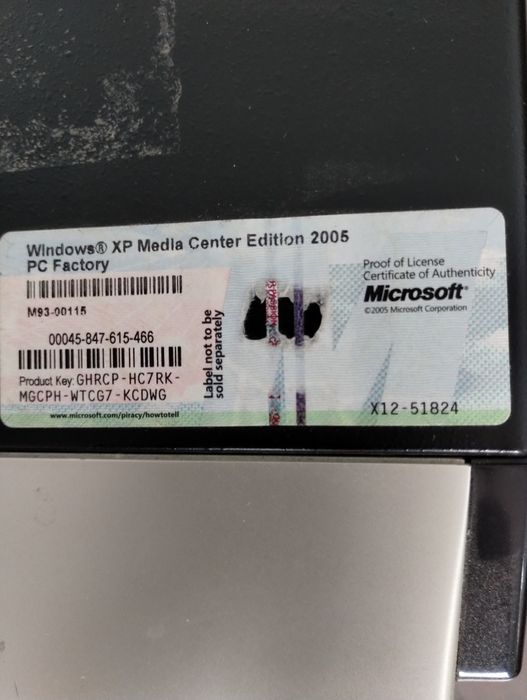 Windows® XP Media Center Edition 2005
PC Factory
M93-00115
00045-847-615-466
Product Key: GHRCP-HC7RK-
MGCPH-WTCG7-KCDWG
www.microsoft.com/piracy/howtotell
Label not to be
sold separately
Proof of License
Certificate of Authenticity
Microsoft®
©2005 Microsoft Corporation
X12-51824